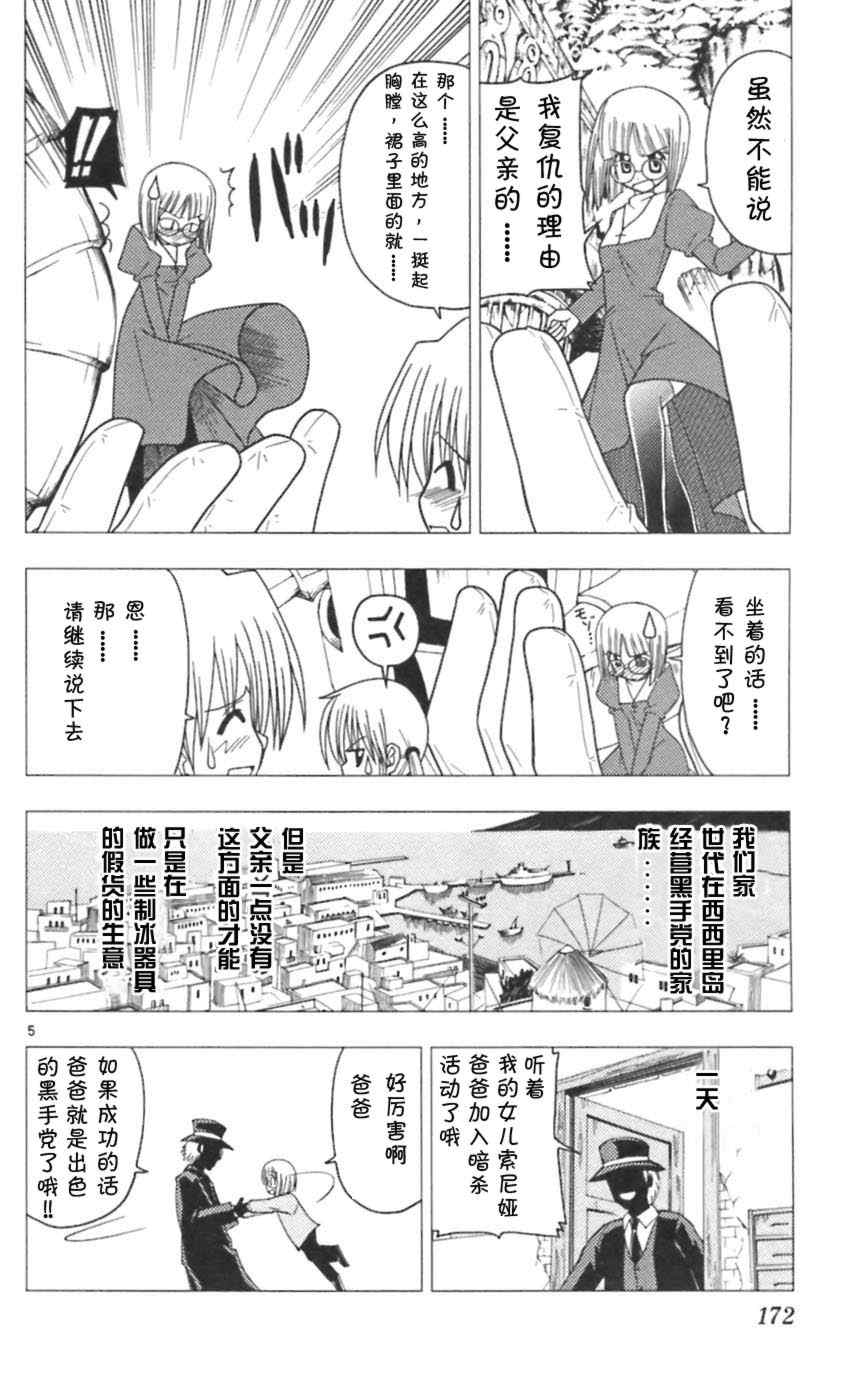 虽然不能说
我复仇的理由
是父亲的……
那个……
在这么高的地方，一挺起
胸膛，裙子里面的就……
!!
坐着的话……
看不到了吧？
恩……
那……
请继续说下去
我们家
世代在西西里岛
经营黑手党的家
族……
但是
父亲一点没有
这方面的才能
只是在
做一些制冰器具
的假货的生意
5
一天
听着
我的女儿索尼娅
爸爸加入暗杀
活动了哦
好厉害啊
爸爸
如果成功的话
爸爸就是出色
的黑手党了哦!!
172